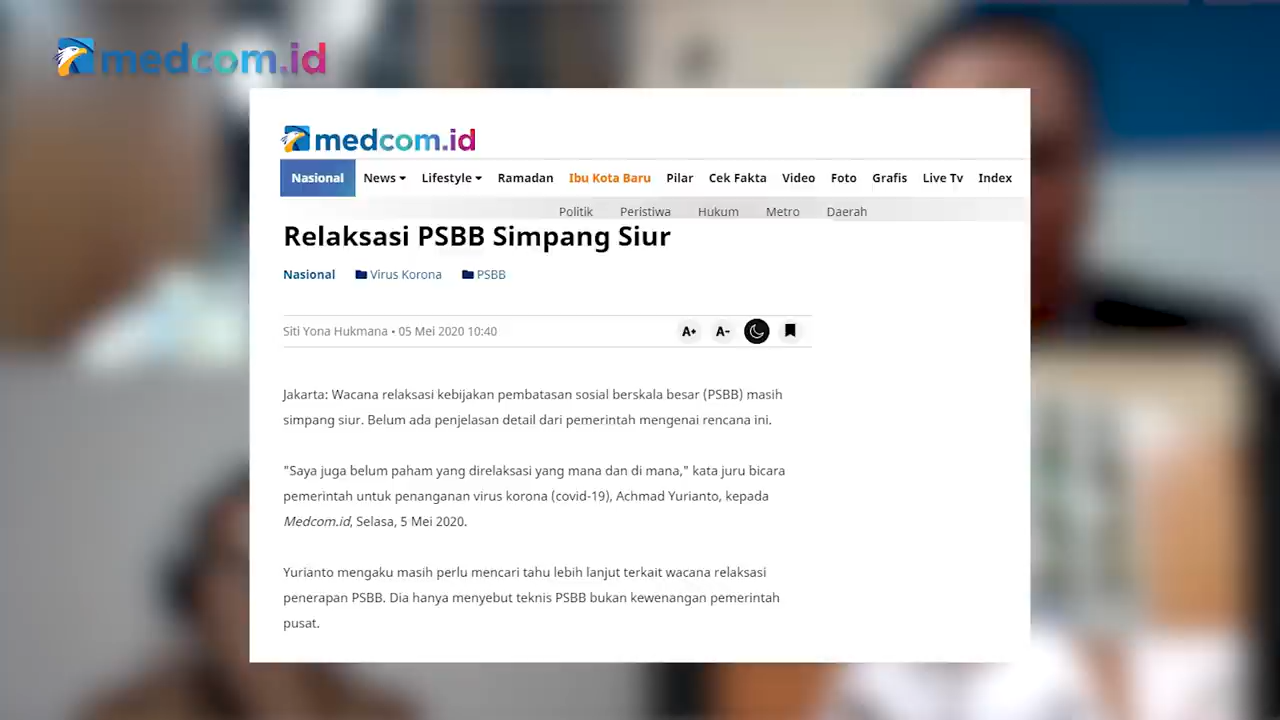 medcom.id
medcom.id
Nasional News Lifestyle Ramadan Ibu Kota Baru Pilar Cek Fakta Video Foto Grafis Live Tv Index
Politik Peristiwa Hukum Metro Daerah
Relaksasi PSBB Simpang Siur
Nasional Virus Korona PSBB
Siti Yona Hukmana • 05 Mei 2020 10:40 A+ A-
Jakarta: Wacana relaksasi kebijakan pembatasan sosial berskala besar (PSBB) masih
simpang siur. Belum ada penjelasan detail dari pemerintah mengenai rencana ini.
"Saya juga belum paham yang direlaksasi yang mana dan di mana," kata juru bicara
pemerintah untuk penanganan virus korona (covid-19), Achmad Yurianto, kepada
Medcom.id, Selasa, 5 Mei 2020.
Yurianto mengaku masih perlu mencari tahu lebih lanjut terkait wacana relaksasi
penerapan PSBB. Dia hanya menyebut teknis PSBB bukan kewenangan pemerintah
pusat.